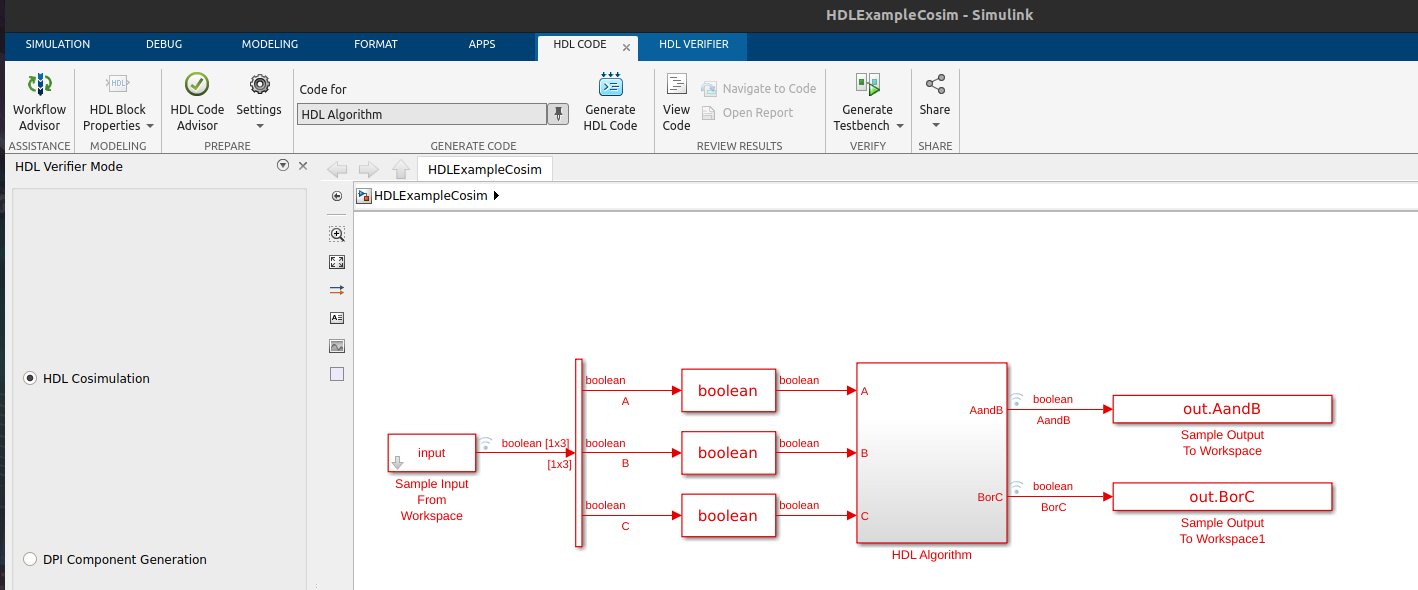 HDLExampleCosim - Simulink
SIMULATION DEBUG MODELING FORMAT APPS HDL CODE HDL VERIFIER
Workflow
Advisor
HDL
HDL Block
Properties
HDL Code
Advisor
Settings
Code for
HDL Algorithm
Generate
HDL Code
View
Code
Navigate to Code
Open Report
Generate
Testbench
Share
ASSISTANCE MODELING PREPARE GENERATE CODE REVIEW RESULTS VERIFY SHARE
HDL Verifier Mode
HDL Cosimulation
DPI Component Generation
HDLExampleCosim
HDLExampleCosim
input
Sample Input
From
Workspace
boolean [1x3]
[1x3]
boolean
A
boolean
B
boolean
C
boolean
boolean
boolean
boolean
boolean
boolean
A
B
C
AandB
BorC
HDL Algorithm
boolean
AandB
boolean
BorC
out.AandB
Sample Output
To Workspace
out.BorC
Sample Output
To Workspace1